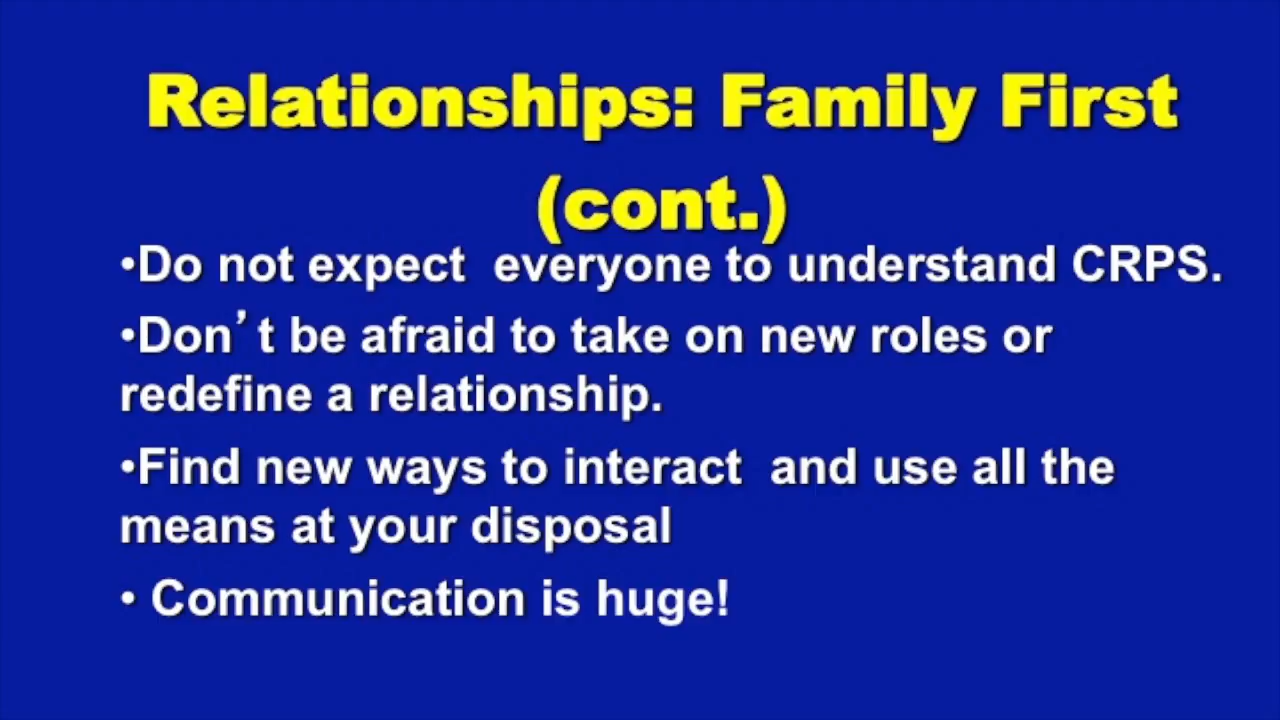 Relationships: Family First
(cont.)
•Do not expect  everyone to understand CRPS.
•Don’t be afraid to take on new roles or
redefine a relationship.
•Find new ways to interact  and use all the
means at your disposal
• Communication is huge!